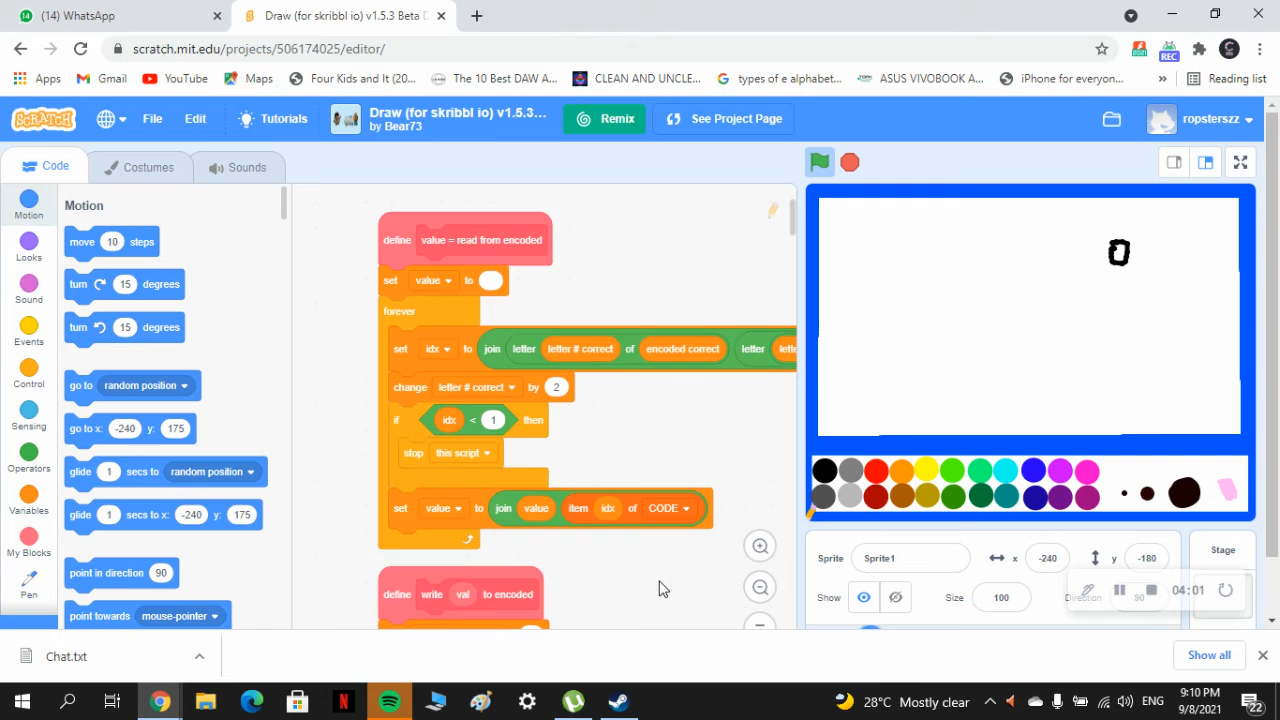 (14) WhatsApp
Draw (for skribbl io) v1.5.3 Beta D
scratch.mit.edu/projects/506174025/editor/
REC
Apps
Gmail
YouTube
Maps
Four Kids and It (20...
The 10 Best DAW A...
CLEAN AND UNCLE...
types of e alphabet...
ASUS VIVOBOOK A...
iPhone for everyon...
»
Reading list
SCRATCH
File
Edit
Tutorials
Draw (for skribbl io) v1.5.3...
by Bear73
Remix
See Project Page
ropsterszz
Code
Costumes
Sounds
Motion
Looks
Sound
Events
Control
Sensing
Operators
Variables
My Blocks
Pen
Motion
move 10 steps
turn 15 degrees
turn 15 degrees
go to random position
go to x: -240 y: 175
glide 1 secs to random position
glide 1 secs to x: -240 y: 175
point in direction 90
point towards mouse-pointer
define value = read from encoded
set value to
forever
set idx to join letter letter # correct of encoded correct letter lette
change letter # correct by 2
if idx < 1 then
stop this script
set value to join value item idx of CODE
define write val to encoded
Sprite Sprite1 x -240 y -180
Show Size 100 Direction 90
04:01
Stage
Chat.txt
Show all
28°C Mostly clear
ENG
9:10 PM
9/8/2021
22